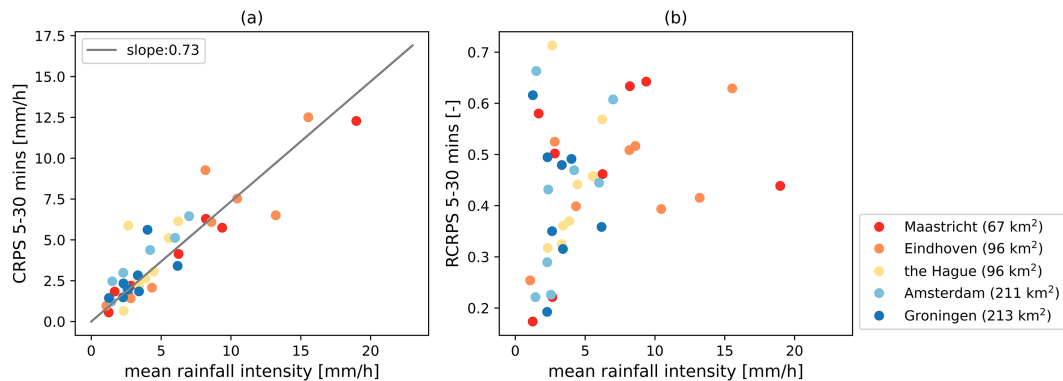 (a)
slope:0.73
CRPS 5-30 mins [mm/h]
17.5
15.0
12.5
10.0
7.5
5.0
2.5
0.0
0 5 10 15 20
mean rainfall intensity [mm/h]
(b)
RCRPS 5-30 mins [-]
0.7
0.6
0.5
0.4
0.3
0.2
0 5 10 15 20
mean rainfall intensity [mm/h]
Maastricht (67 km²)
Eindhoven (96 km²)
the Hague (96 km²)
Amsterdam (211 km²)
Groningen (213 km²)